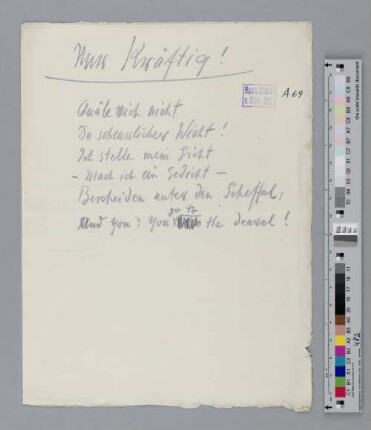 Nur Kräftig!
A 69
Quäle mich nicht
Du scheusslicher Wicht!
Ich stelle mein Licht
– Mach ich ein Gedicht –
Bescheiden unter den Scheffel,
go to
And you? You the deavel!